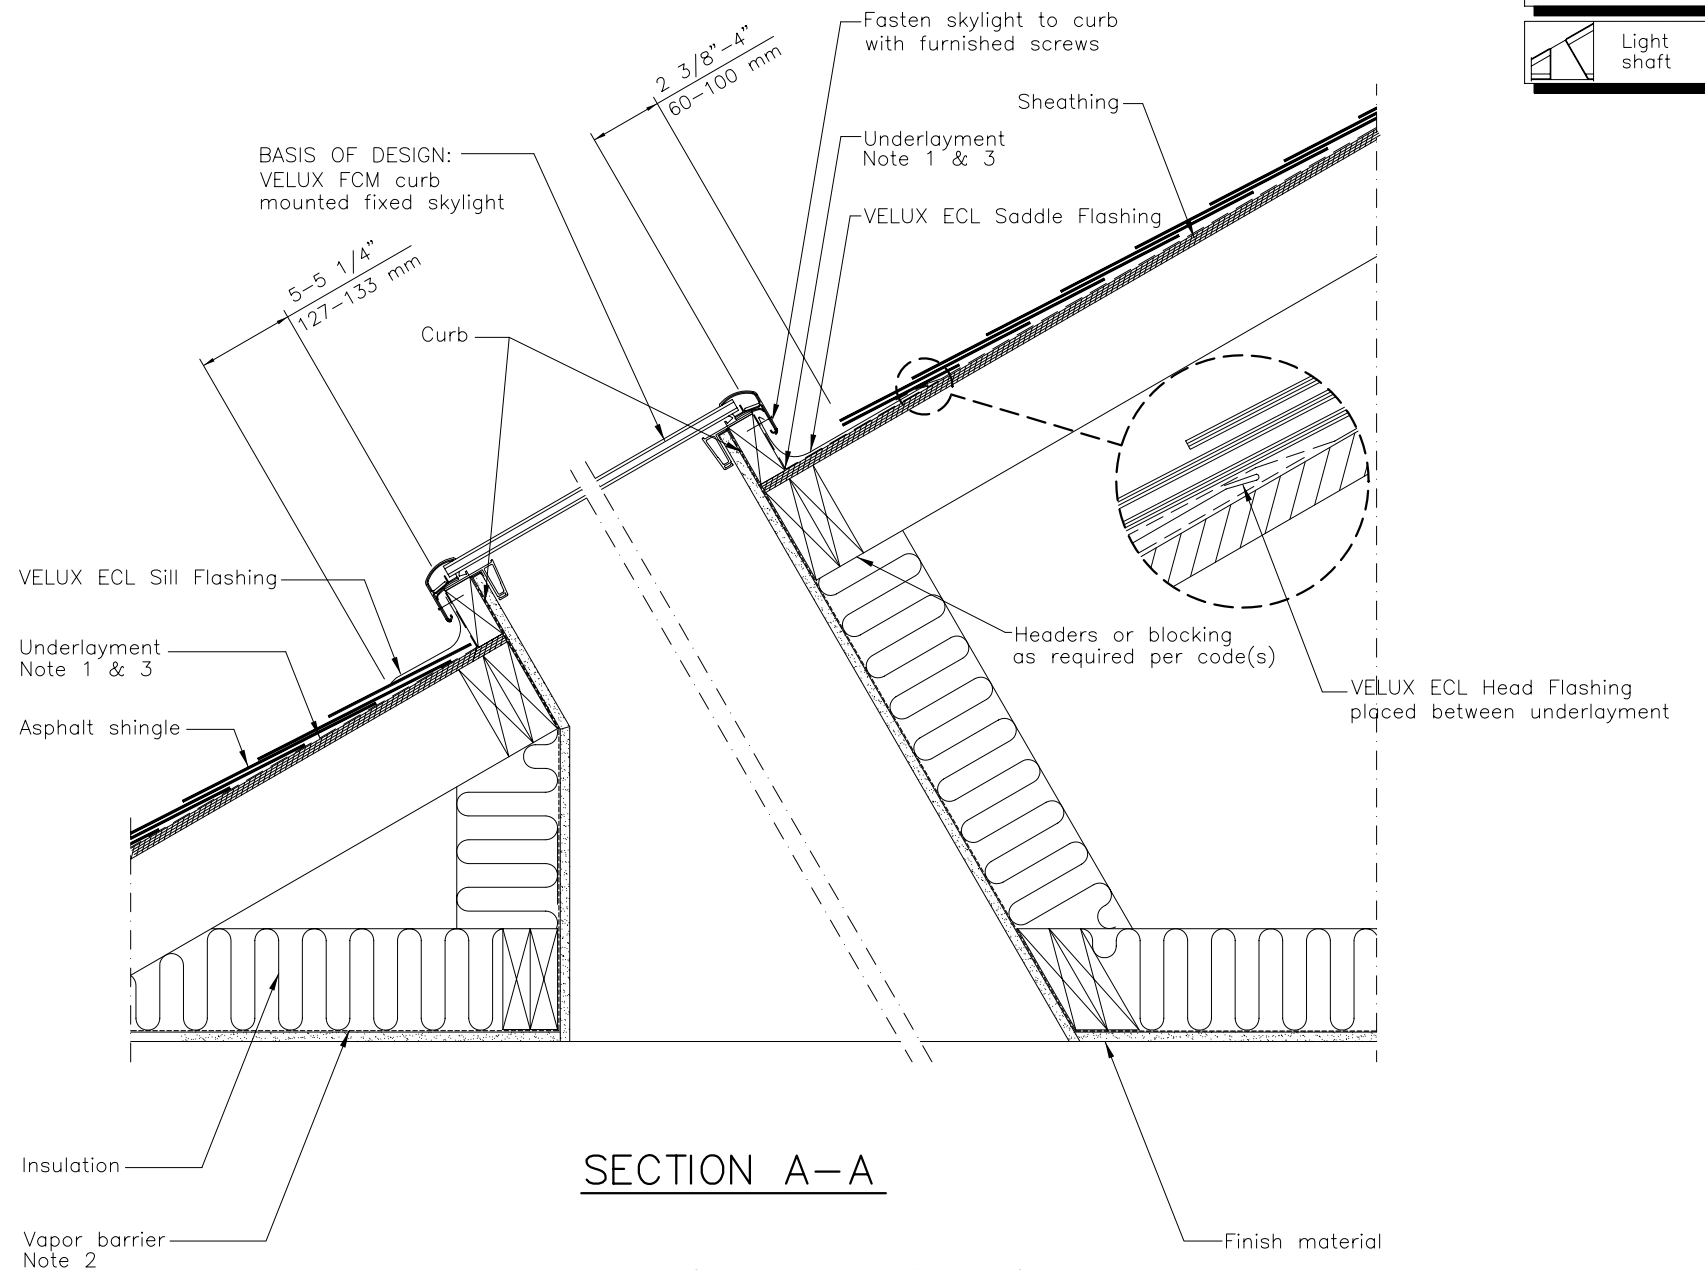 Fasten skylight to curb
with furnished screws
Light
shaft
2 3/8"-4"
60-100 mm
Sheathing
Underlayment
Note 1 & 3
BASIS OF DESIGN:
VELUX FCM curb
mounted fixed skylight
VELUX ECL Saddle Flashing
5-5 1/4"
127-133 mm
Curb
VELUX ECL Sill Flashing
Underlayment
Note 1 & 3
Headers or blocking
as required per code(s)
VELUX ECL Head Flashing
placed between underlayment
Asphalt shingle
Insulation
SECTION A-A
Vapor barrier
Note 2
Finish material